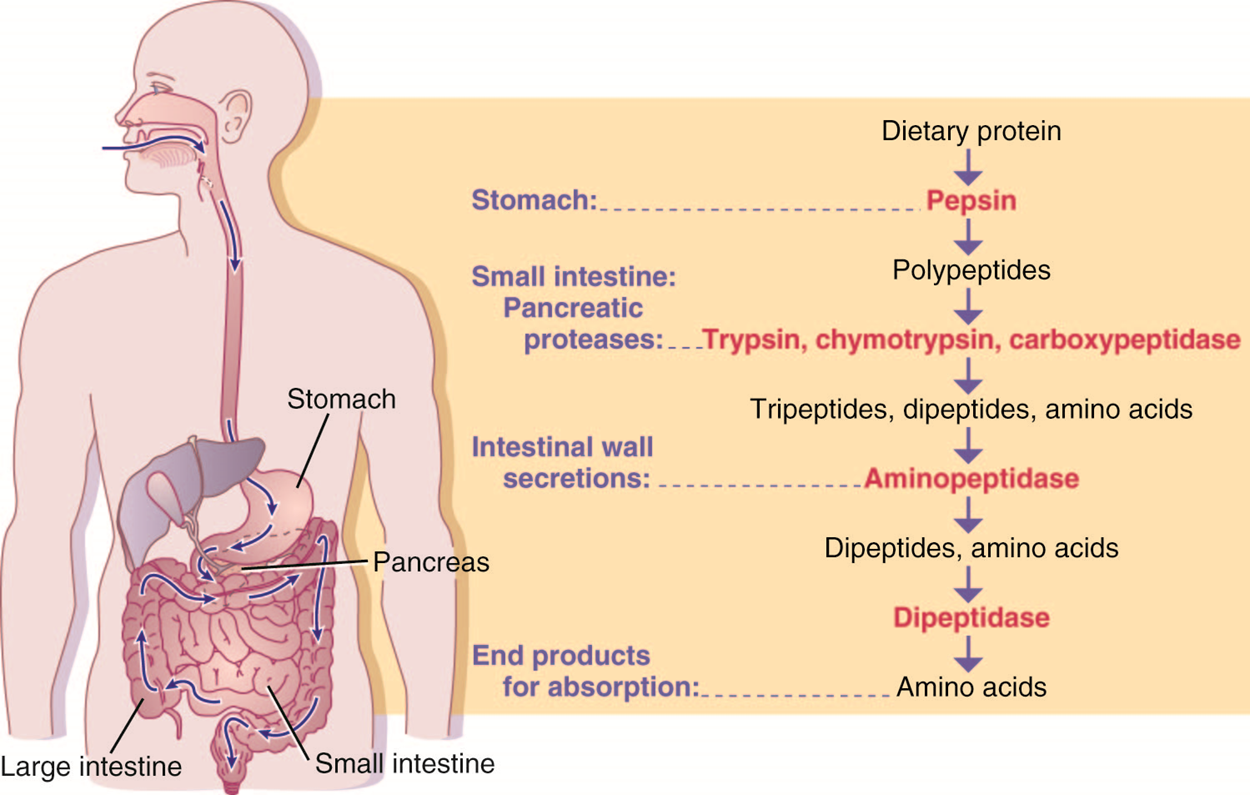 Dietary protein
Stomach: Pepsin
Polypeptides
Small intestine:
Pancreatic
proteases: Trypsin, chymotrypsin, carboxypeptidase
Tripeptides, dipeptides, amino acids
Intestinal wall
secretions: Aminopeptidase
Dipeptides, amino acids
Dipeptidase
End products
for absorption: Amino acids
Stomach
Pancreas
Large intestine
Small intestine